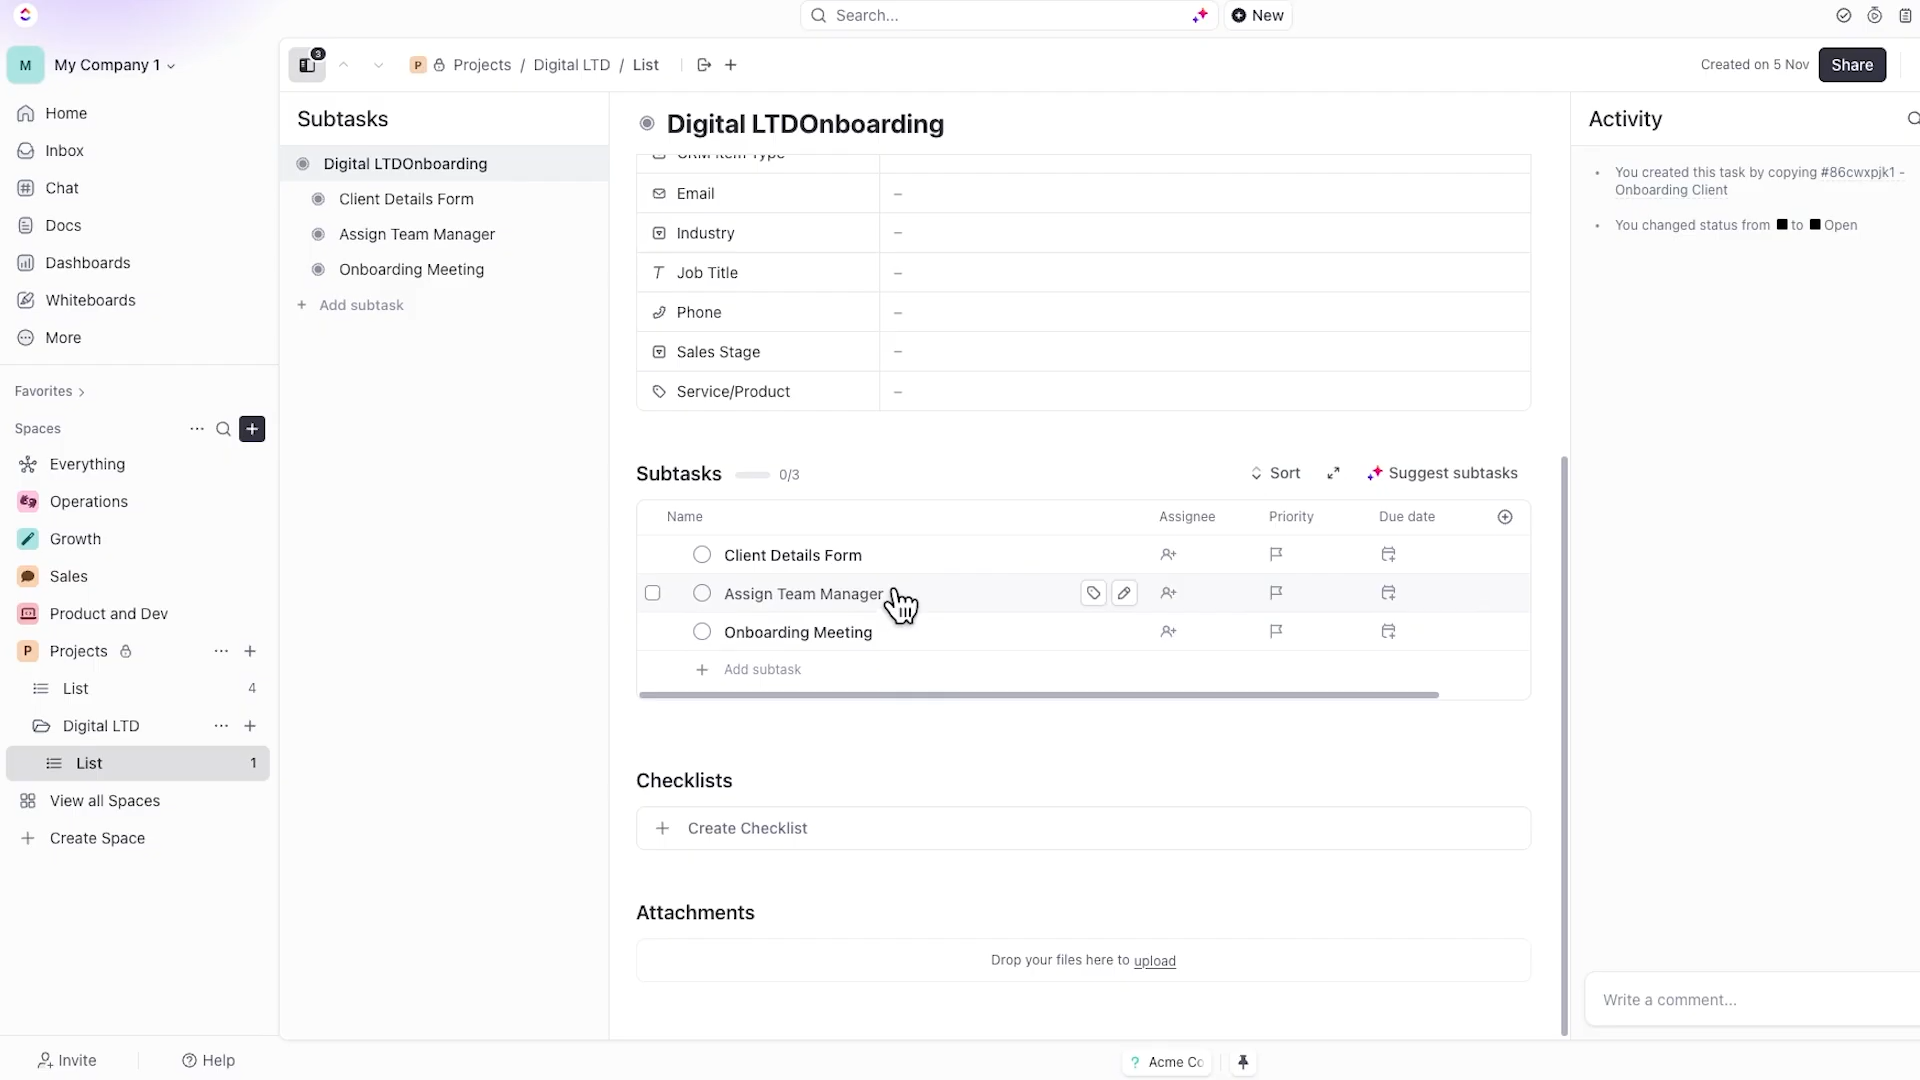 Search...
New
M My Company 1
3
P Projects / Digital LTD / List
Created on 5 Nov
Share
Home
Inbox
Chat
Docs
Dashboards
Whiteboards
More
Favorites
Spaces
Everything
Operations
Growth
Sales
Product and Dev
P Projects
List 4
Digital LTD
List 1
View all Spaces
Create Space
Invite
Help
Subtasks
Digital LTDOnboarding
Client Details Form
Assign Team Manager
Onboarding Meeting
+ Add subtask
Digital LTDOnboarding
CRM Item Type
Email –
Industry –
Job Title –
Phone –
Sales Stage –
Service/Product –
Subtasks 0/3
Sort
Suggest subtasks
Name Assignee Priority Due date
Client Details Form
Assign Team Manager
Onboarding Meeting
+ Add subtask
Checklists
+ Create Checklist
Attachments
Drop your files here to upload
Activity
• You created this task by copying #86cwxpjk1 -
Onboarding Client
• You changed status from to Open
Write a comment...
? Acme Co